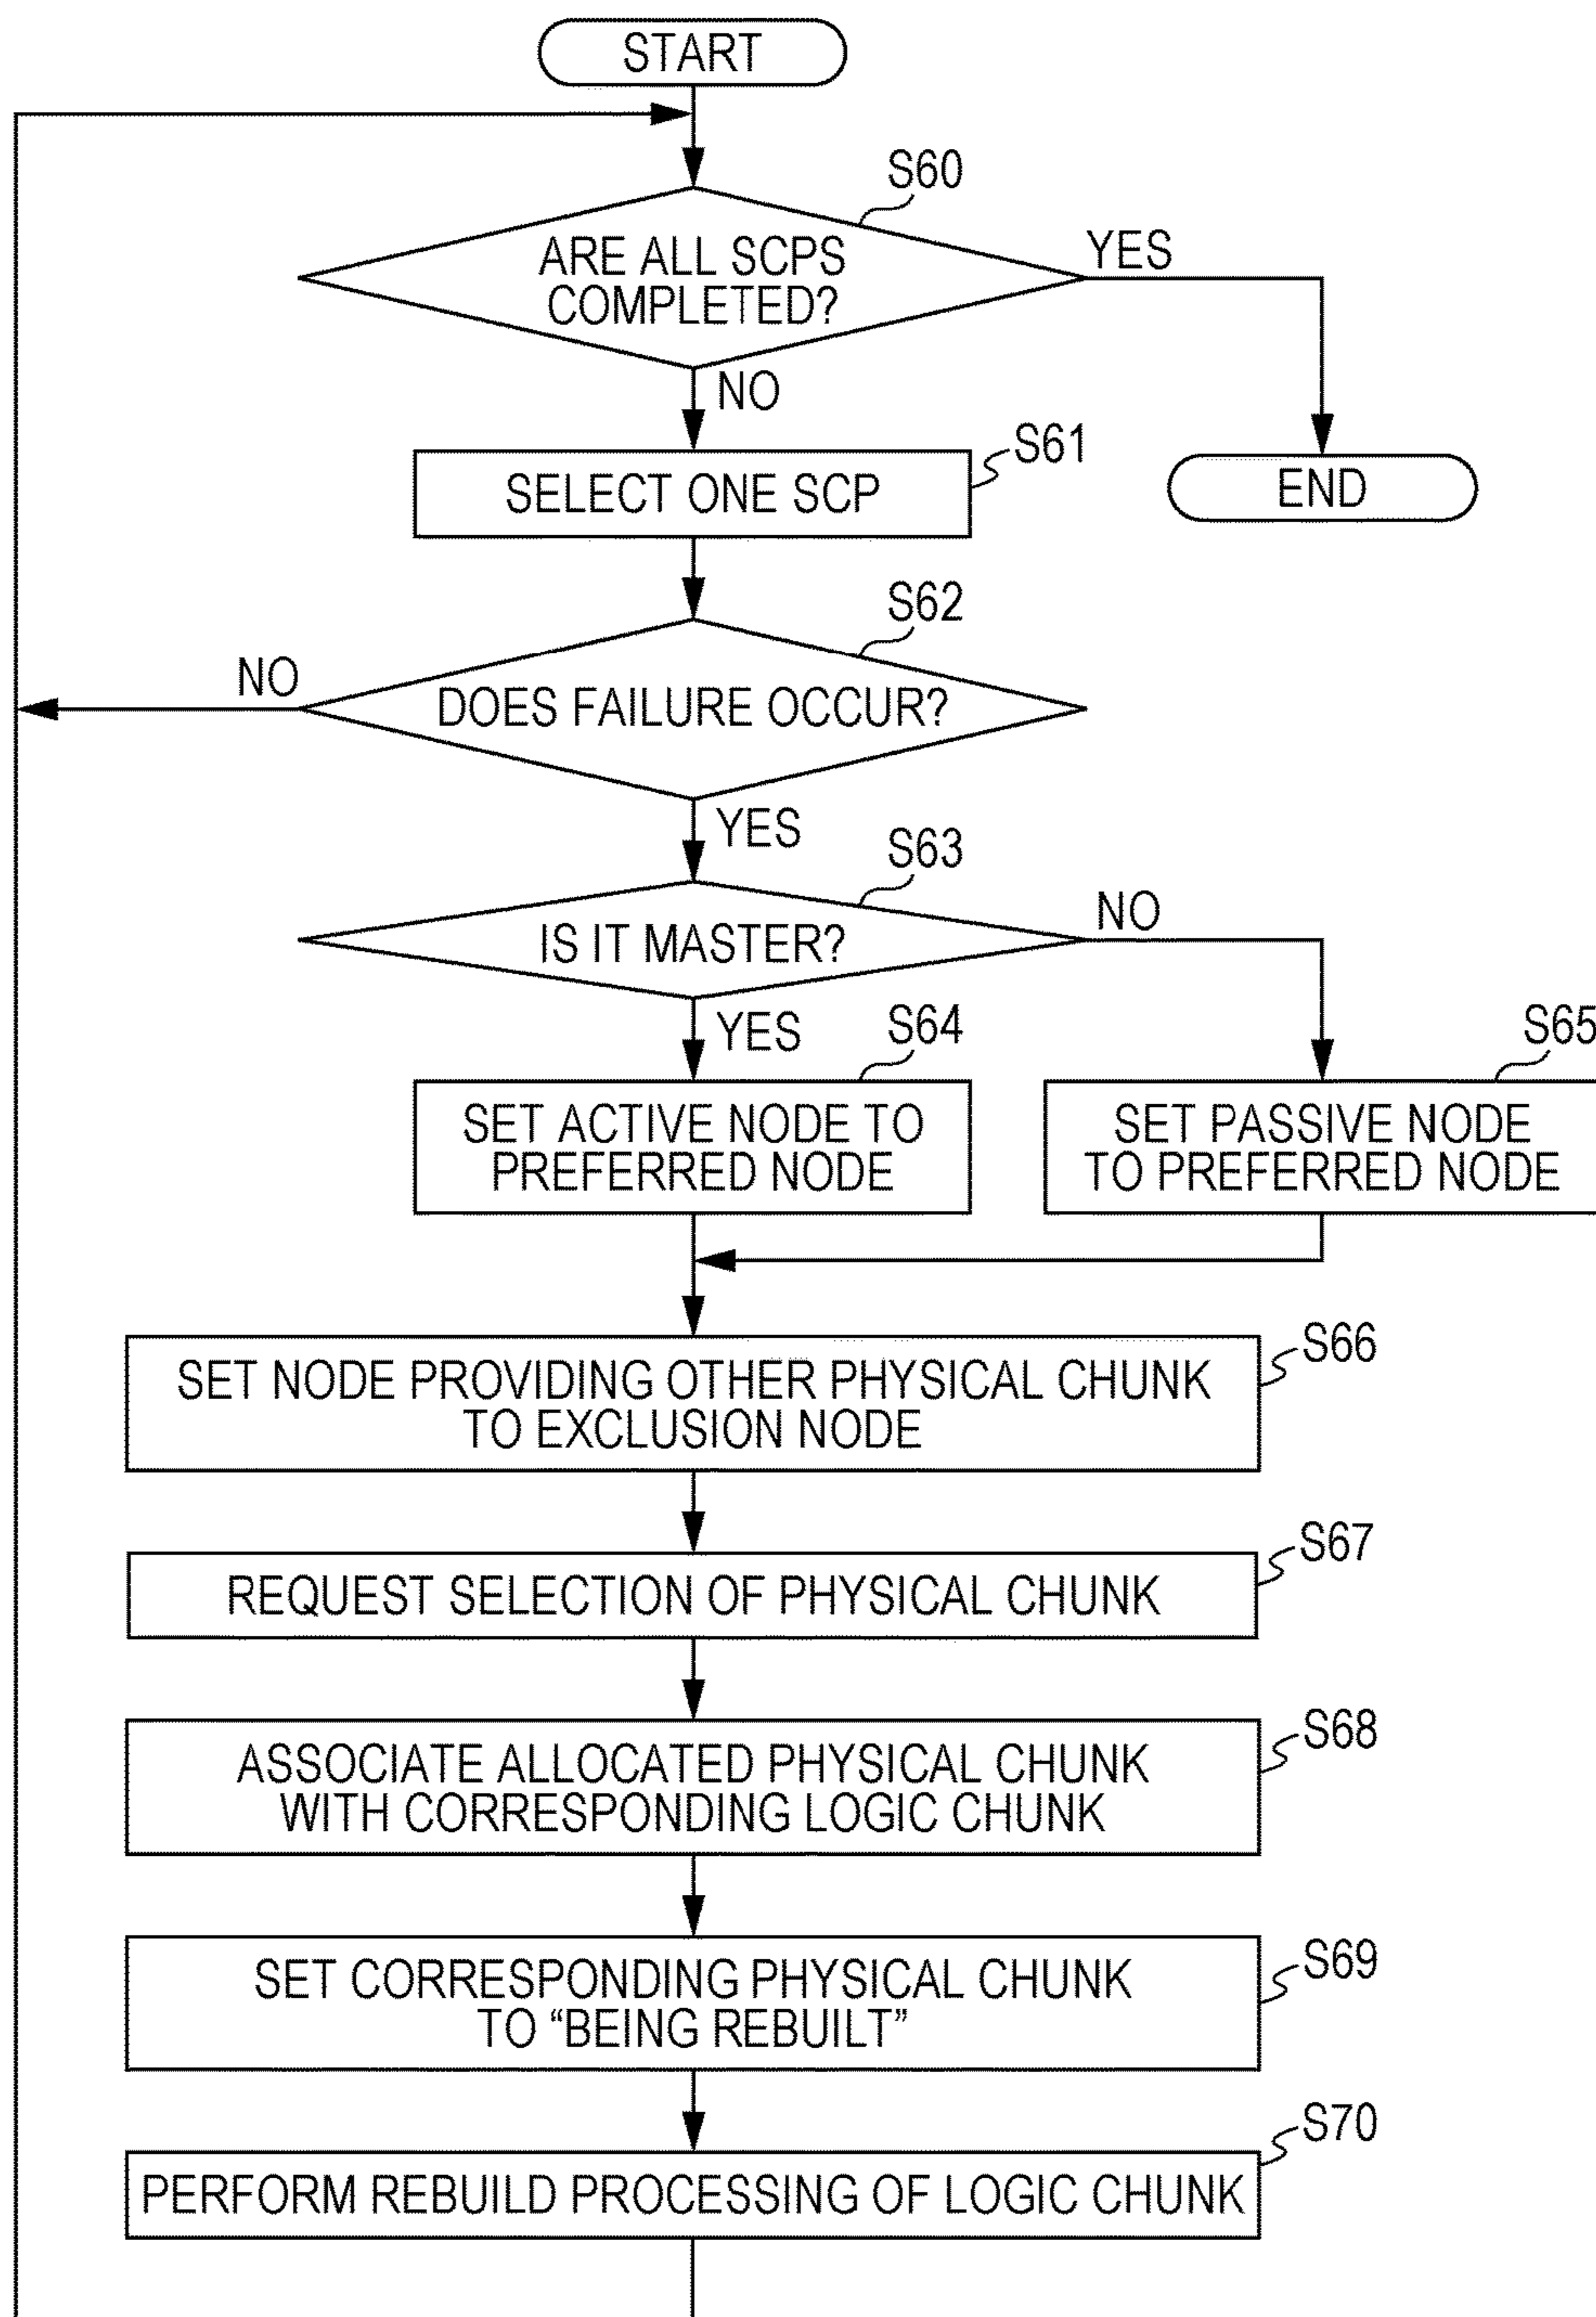 START
S60
ARE ALL SCPS
COMPLETED?
YES
NO
S61
SELECT ONE SCP
END
S62
NO
DOES FAILURE OCCUR?
YES
S63
NO
IS IT MASTER?
YES
S64
S65
SET ACTIVE NODE TO
PREFERRED NODE
SET PASSIVE NODE
TO PREFERRED NODE
S66
SET NODE PROVIDING OTHER PHYSICAL CHUNK
TO EXCLUSION NODE
S67
REQUEST SELECTION OF PHYSICAL CHUNK
S68
ASSOCIATE ALLOCATED PHYSICAL CHUNK
WITH CORRESPONDING LOGIC CHUNK
S69
SET CORRESPONDING PHYSICAL CHUNK
TO “BEING REBUILT”
S70
PERFORM REBUILD PROCESSING OF LOGIC CHUNK